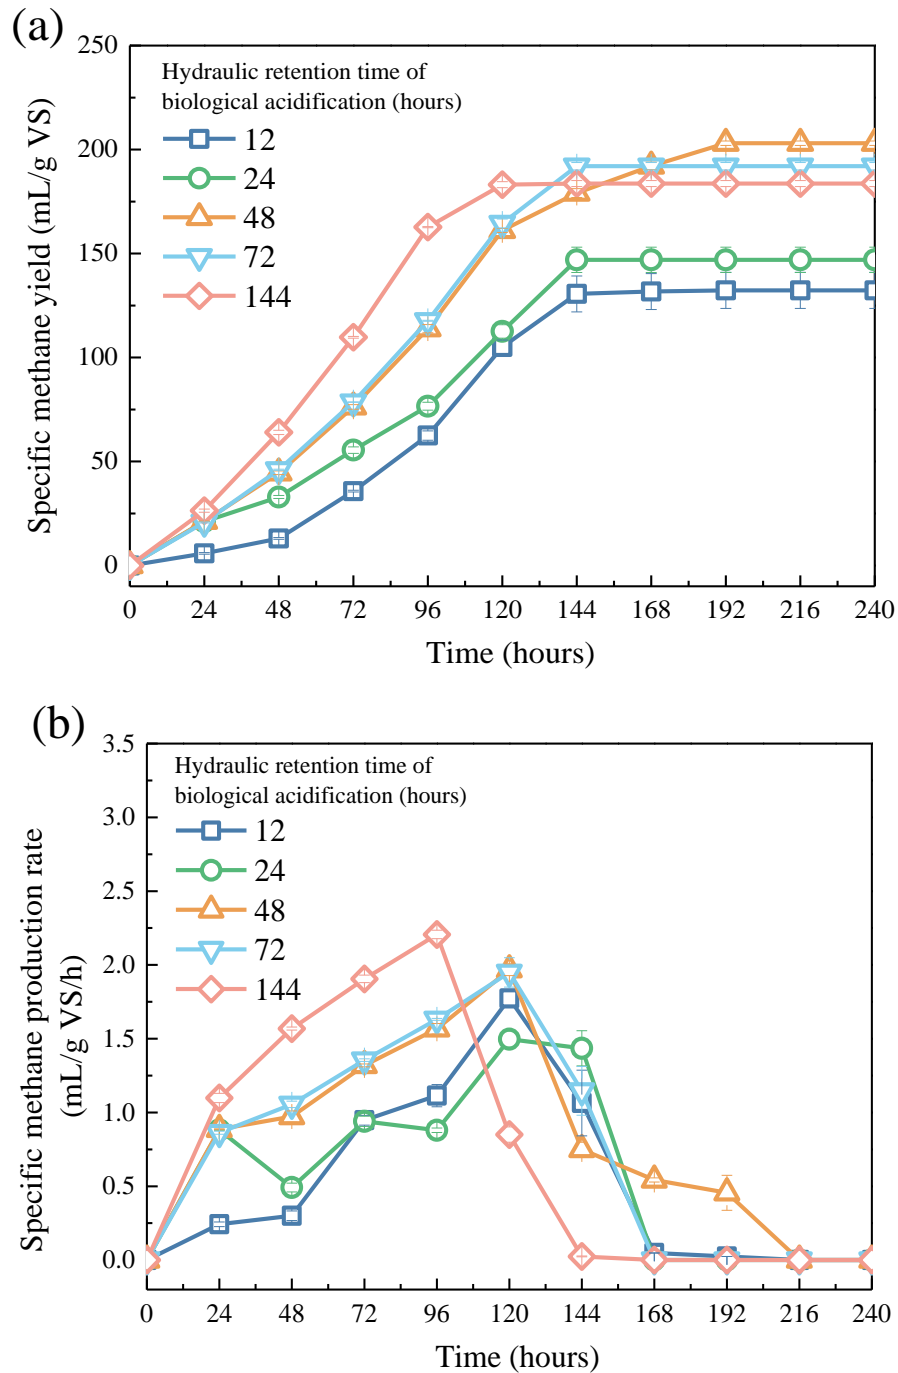 (a)
250
200
150
100
50
0
Specific methane yield (mL/g VS)
Hydraulic retention time of
biological acidification (hours)
12
24
48
72
144
0 24 48 72 96 120 144 168 192 216 240
Time (hours)
(b)
3.5
3.0
2.5
2.0
1.5
1.0
0.5
0.0
Specific methane production rate
(mL/g VS/h)
Hydraulic retention time of
biological acidification (hours)
12
24
48
72
144
0 24 48 72 96 120 144 168 192 216 240
Time (hours)